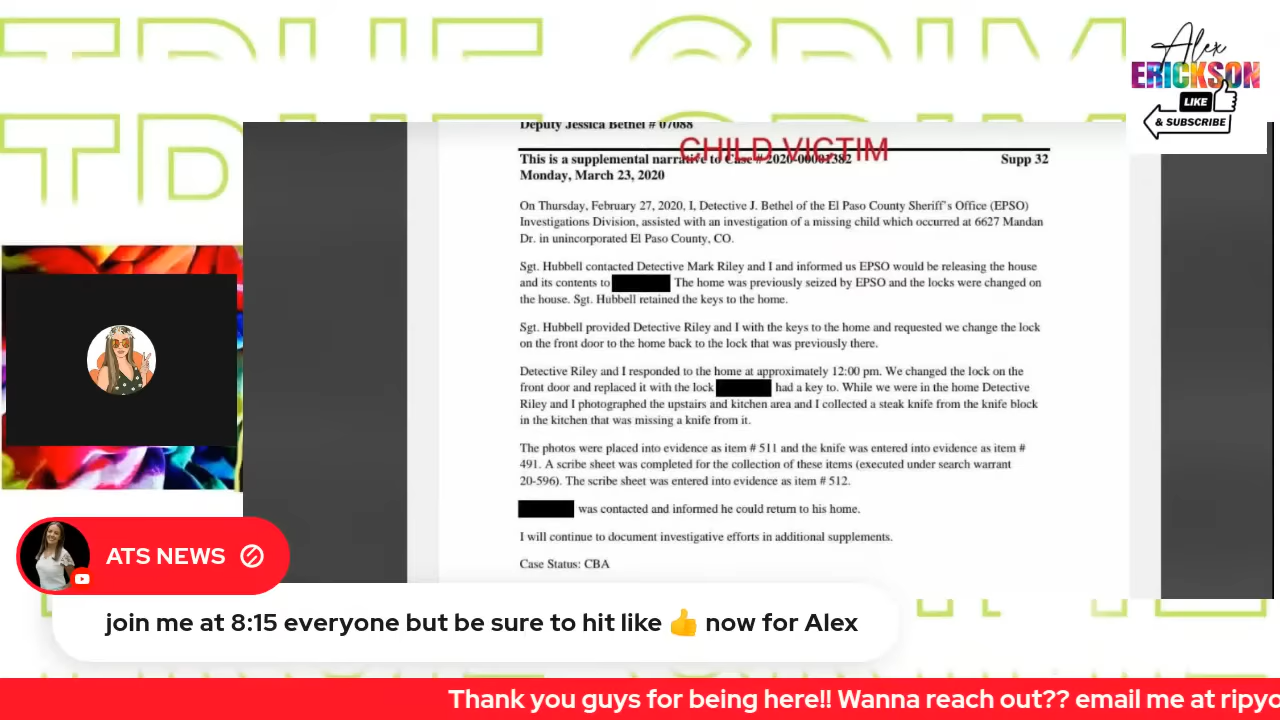 TRUE CRIM
Alex
ERICKSON
LIKE
& SUBSCRIBE
Deputy Jessica Bethel # 07088
CHILD VICTIM
This is a supplemental narrative to Case # 2020-00001382 Supp 32
Monday, March 23, 2020
On Thursday, February 27, 2020, I, Detective J. Bethel of the El Paso County Sheriff's Office (EPSO)
Investigations Division, assisted with an investigation of a missing child which occurred at 6627 Mandan
Dr. in unincorporated El Paso County, CO.
Sgt. Hubbell contacted Detective Mark Riley and I and informed us EPSO would be releasing the house
and its contents to The home was previously seized by EPSO and the locks were changed on
the house. Sgt. Hubbell retained the keys to the home.
Sgt. Hubbell provided Detective Riley and I with the keys to the home and requested we change the lock
on the front door to the home back to the lock that was previously there.
Detective Riley and I responded to the home at approximately 12:00 pm. We changed the lock on the
front door and replaced it with the lock had a key to. While we were in the home Detective
Riley and I photographed the upstairs and kitchen area and I collected a steak knife from the knife block
in the kitchen that was missing a knife from it.
The photos were placed into evidence as item # 511 and the knife was entered into evidence as item #
491. A scribe sheet was completed for the collection of these items (executed under search warrant
20-596). The scribe sheet was entered into evidence as item # 512.
was contacted and informed he could return to his home.
I will continue to document investigative efforts in additional supplements.
Case Status: CBA
ATS NEWS
join me at 8:15 everyone but be sure to hit like 👍 now for Alex
Thank you guys for being here!! Wanna reach out?? email me at ripyo